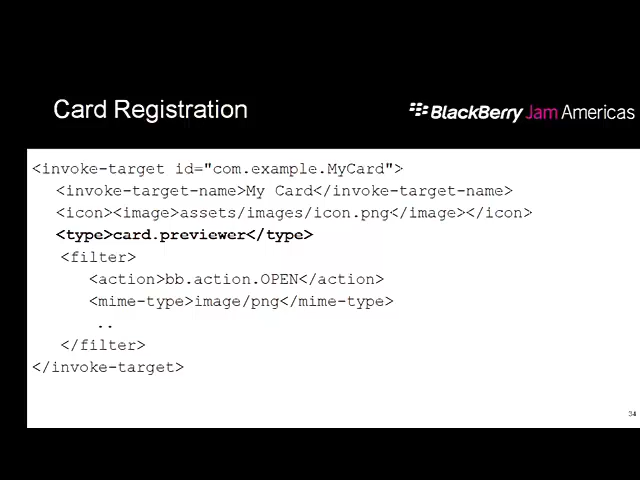 Card Registration
BlackBerry Jam Americas
<invoke-target id="com.example.MyCard">
<invoke-target-name>My Card</invoke-target-name>
<icon><image>assets/images/icon.png</image></icon>
<type>card.previewer</type>
<filter>
<action>bb.action.OPEN</action>
<mime-type>image/png</mime-type>
..
</filter>
</invoke-target>
34